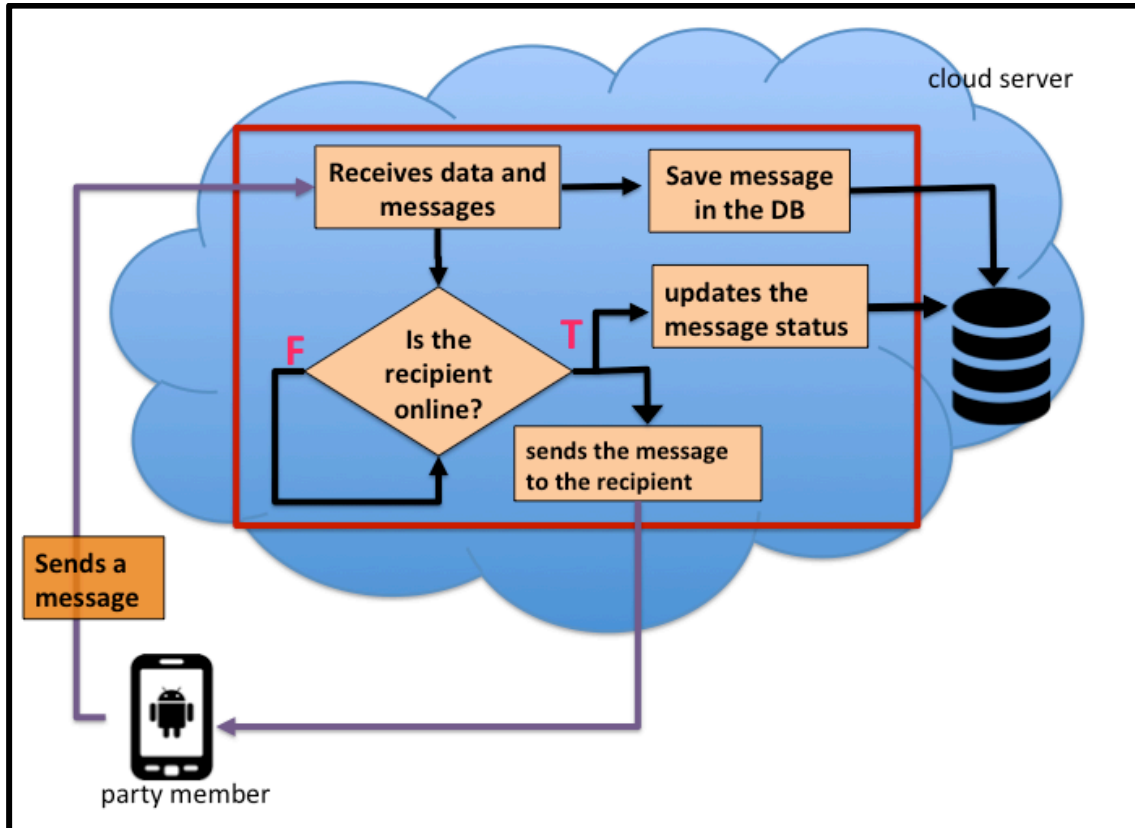 cloud server
Receives data and
messages
Save message
in the DB
updates the
message status
Is the
recipient
online?
F
T
sends the message
to the recipient
Sends a
message
party member